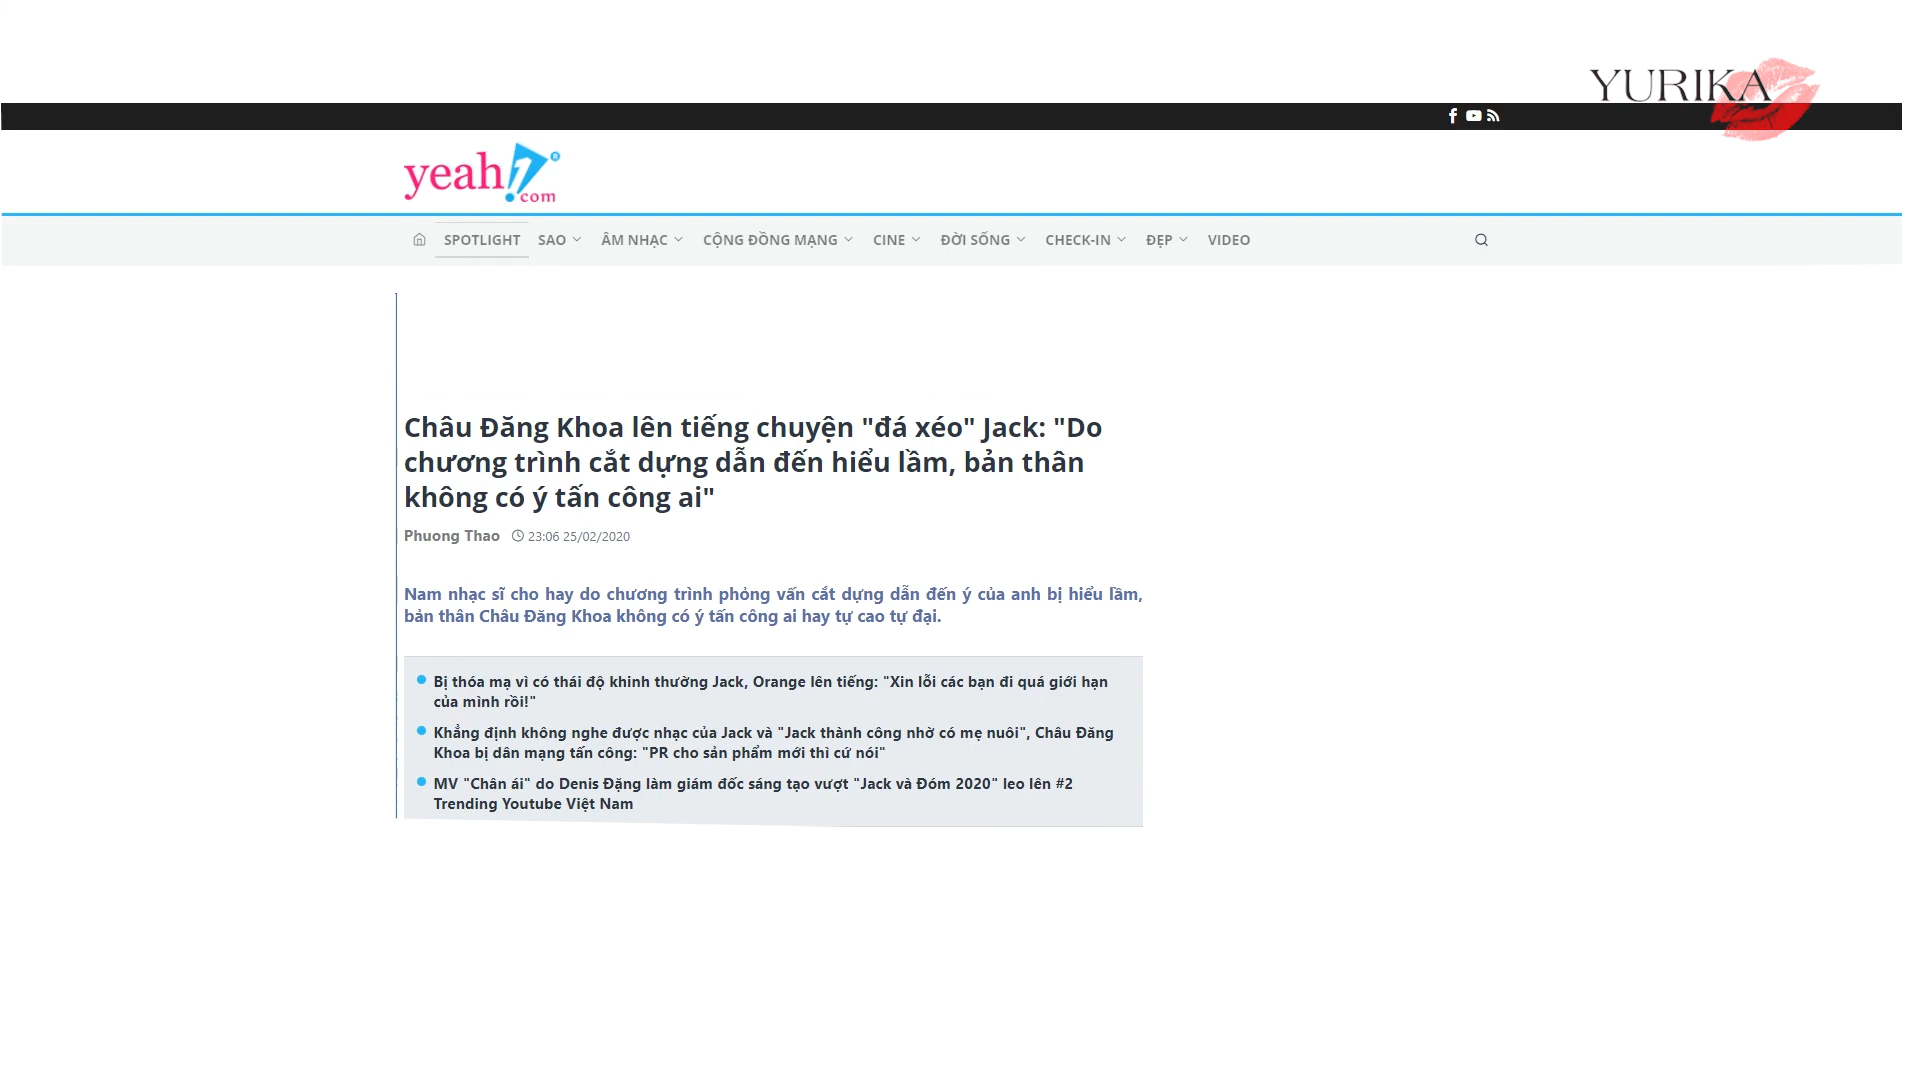 YURIKA
yeah1.com
SPOTLIGHT SAO ÂM NHẠC CỘNG ĐỒNG MẠNG CINE ĐỜI SỐNG CHECK-IN ĐẸP VIDEO
Châu Đăng Khoa lên tiếng chuyện "đá xéo" Jack: "Do
chương trình cắt dựng dẫn đến hiểu lầm, bản thân
không có ý tấn công ai"
Phuong Thao 23:06 25/02/2020
Nam nhạc sĩ cho hay do chương trình phỏng vấn cắt dựng dẫn đến ý của anh bị hiểu lầm,
bản thân Châu Đăng Khoa không có ý tấn công ai hay tự cao tự đại.
Bị thóa mạ vì có thái độ khinh thường Jack, Orange lên tiếng: "Xin lỗi các bạn đi quá giới hạn
của mình rồi!"
Khẳng định không nghe được nhạc của Jack và "Jack thành công nhờ có mẹ nuôi", Châu Đăng
Khoa bị dân mạng tấn công: "PR cho sản phẩm mới thì cứ nói"
MV "Chân ái" do Denis Đặng làm giám đốc sáng tạo vượt "Jack và Đóm 2020" leo lên #2
Trending Youtube Việt Nam